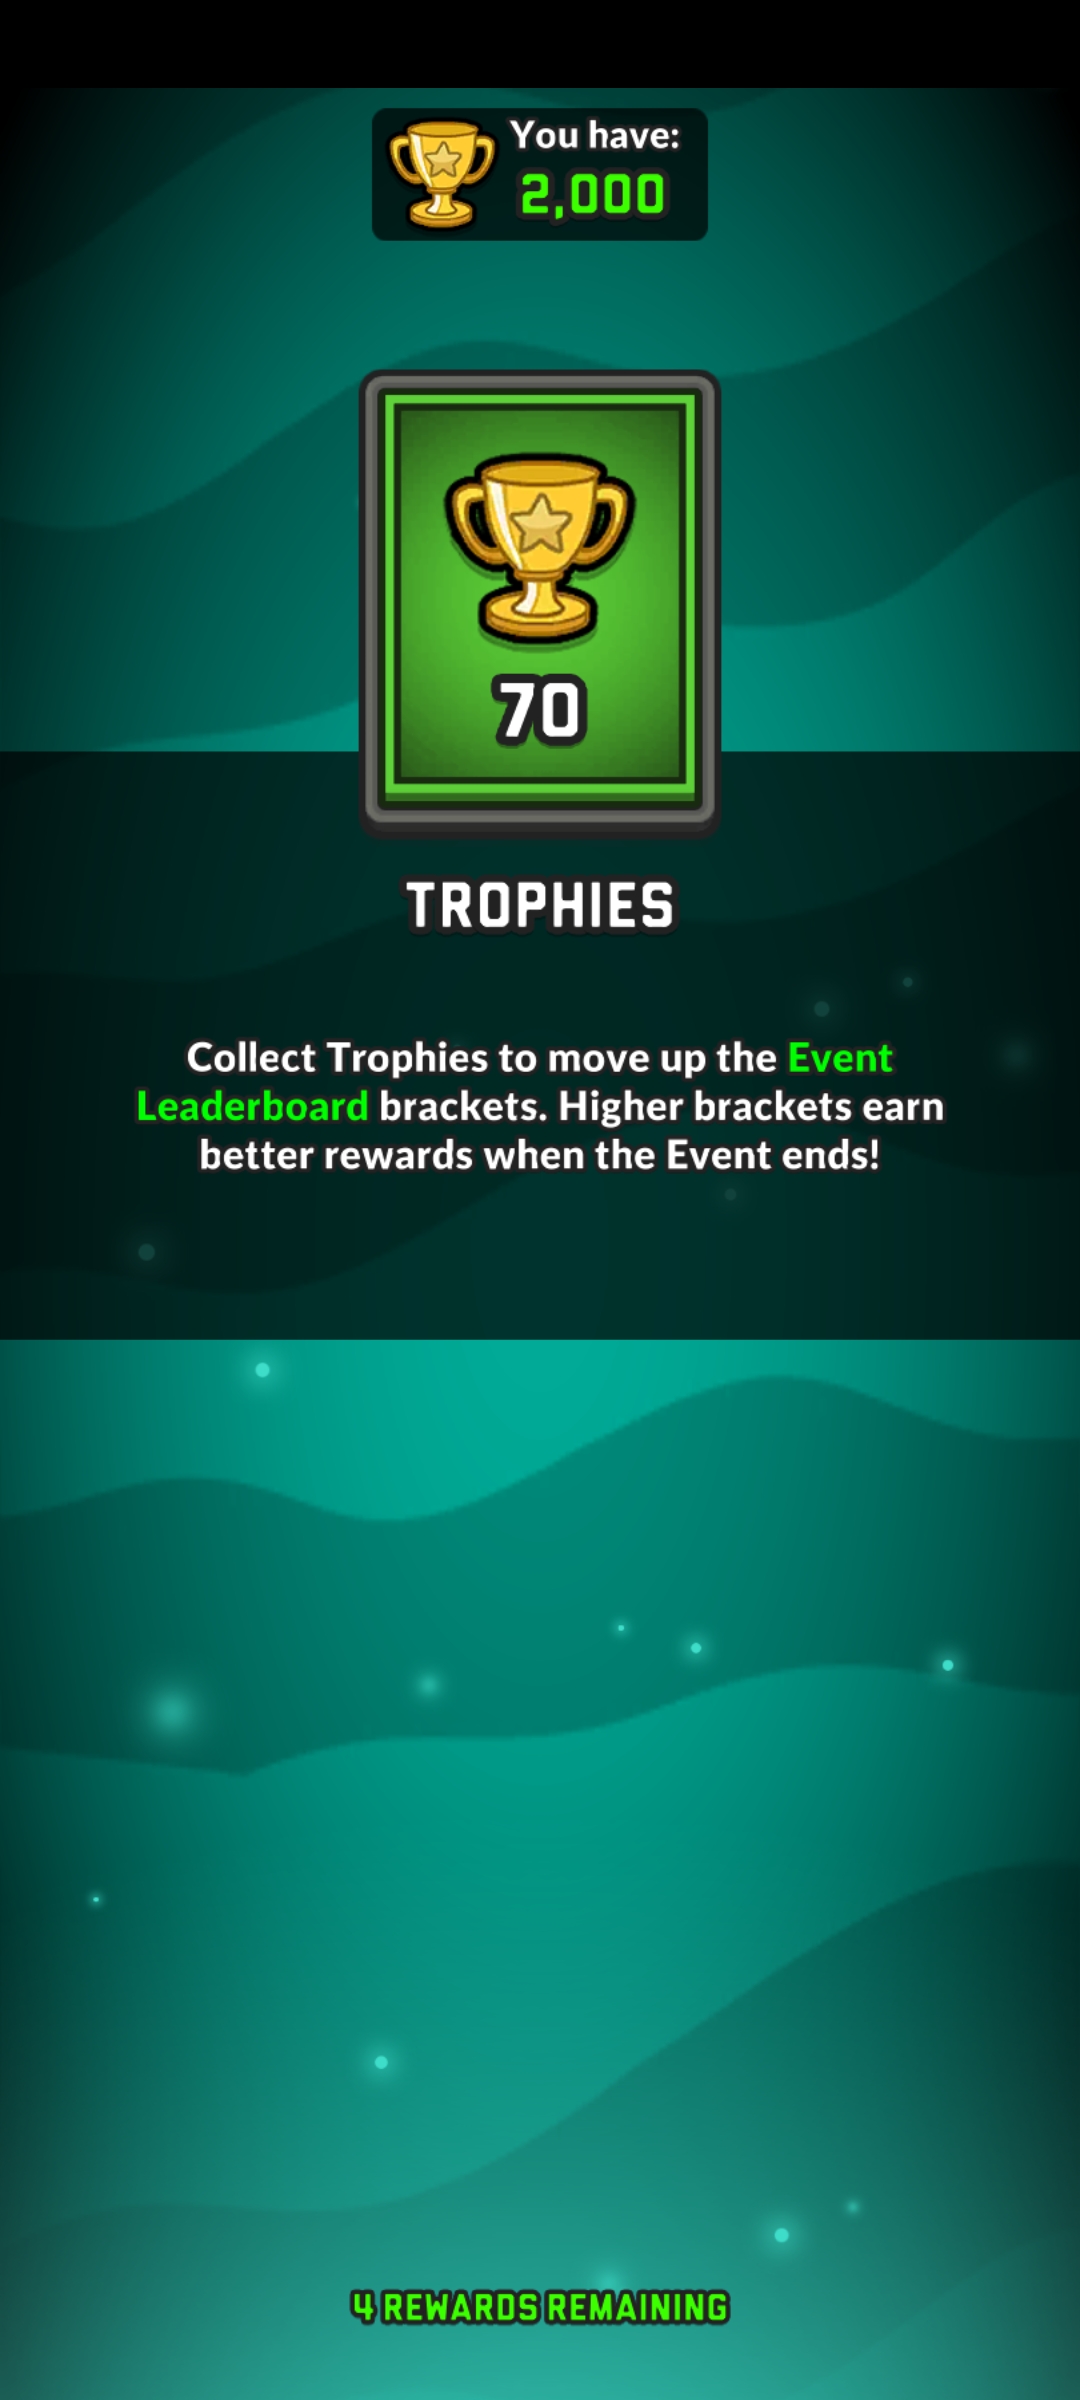 You have:
2,000
70
TROPHIES
Collect Trophies to move up the Event
Leaderboard brackets. Higher brackets earn
better rewards when the Event ends!
4 REWARDS REMAINING